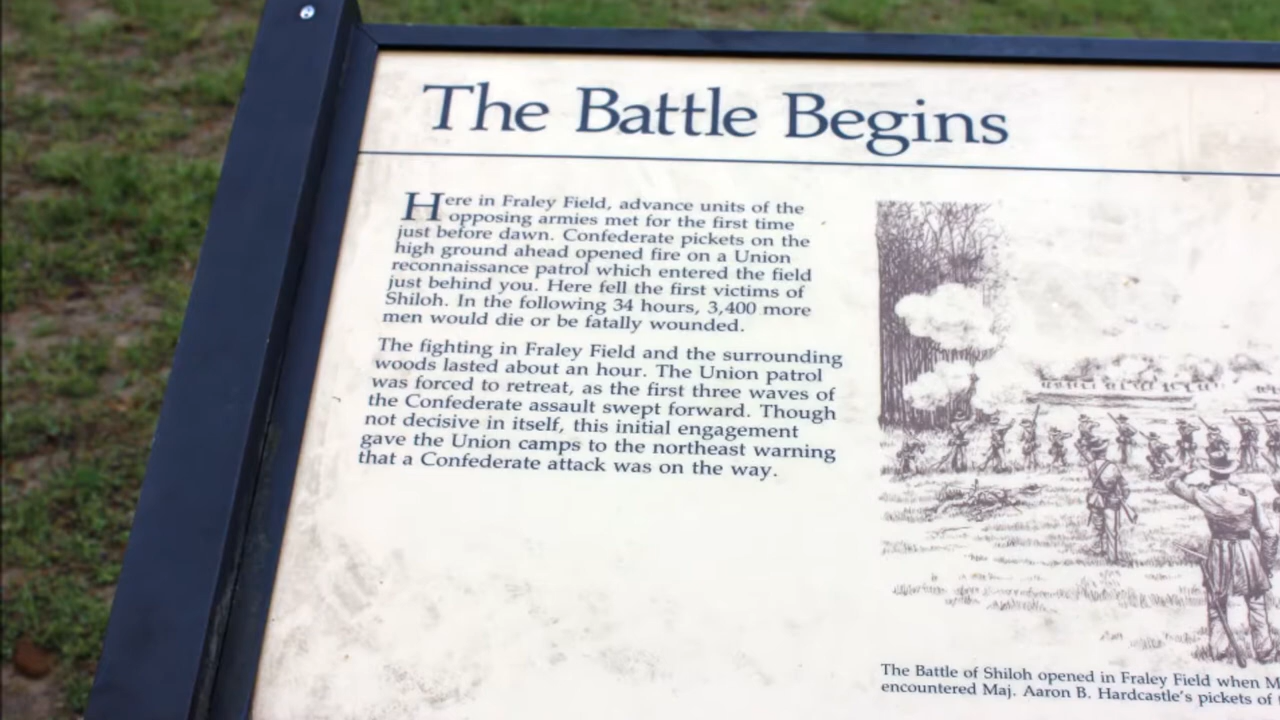 The Battle Begins
Here in Fraley Field, advance units of the
opposing armies met for the first time
just before dawn. Confederate pickets on the
high ground ahead opened fire on a Union
reconnaissance patrol which entered the field
just behind you. Here fell the first victims of
Shiloh. In the following 34 hours, 3,400 more
men would die or be fatally wounded.
The fighting in Fraley Field and the surrounding
woods lasted about an hour. The Union patrol
was forced to retreat, as the first three waves of
the Confederate assault swept forward. Though
not decisive in itself, this initial engagement
gave the Union camps to the northeast warning
that a Confederate attack was on the way.
The Battle of Shiloh opened in Fraley Field when
encountered Maj. Aaron B. Hardcastle's pickets of